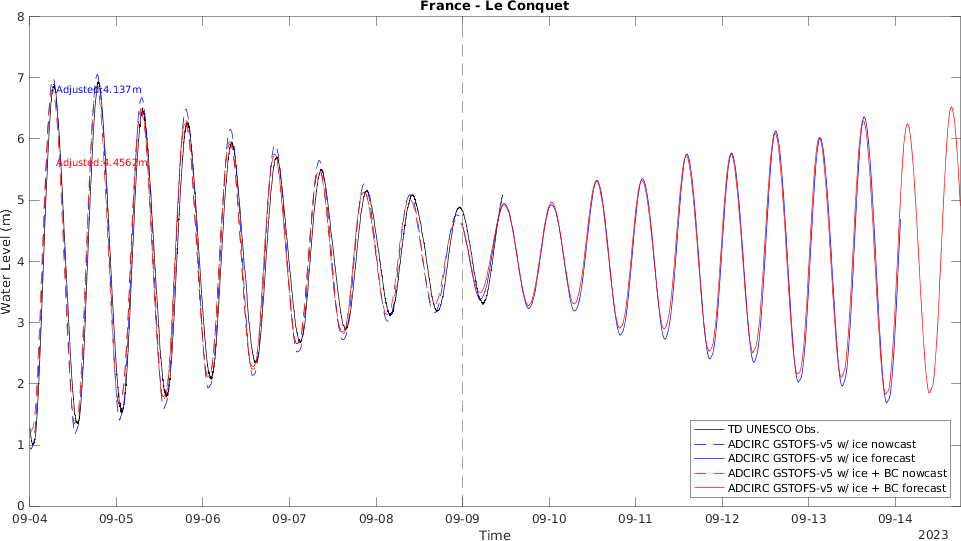 France - Le Conquet
8
7
6
5
4
3
2
1
0
Water Level (m)
Adjusted:4.137m
Adjusted:4.4562m
TD UNESCO Obs.
ADCIRC GSTOFS-v5 w/ ice nowcast
ADCIRC GSTOFS-v5 w/ ice forecast
ADCIRC GSTOFS-v5 w/ ice + BC nowcast
ADCIRC GSTOFS-v5 w/ ice + BC forecast
09-04 09-05 09-06 09-07 09-08 09-09 09-10 09-11 09-12 09-13 09-14
Time
2023